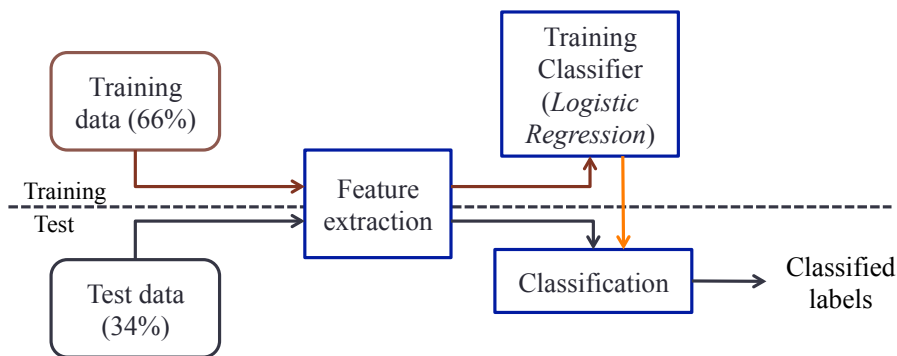 Training
data (66%)
Training
Classifier
(Logistic
Regression)
Feature
extraction
Training
Test
Test data
(34%)
Classification
Classified
labels